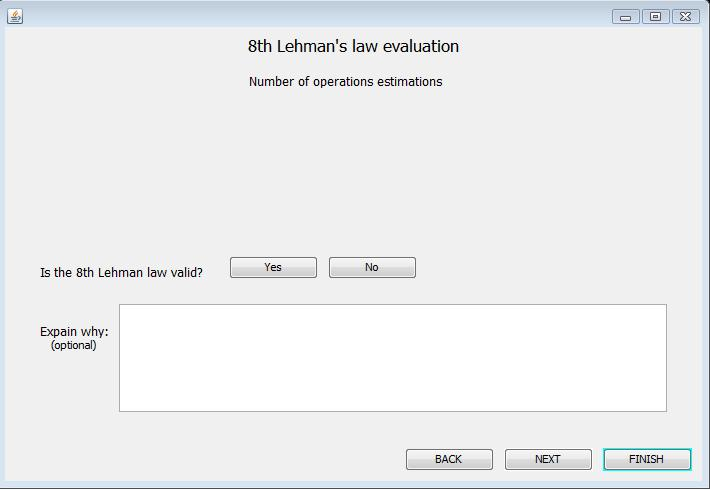 8th Lehman's law evaluation
Number of operations estimations
Is the 8th Lehman law valid?
Yes
No
Expain why:
(optional)
BACK
NEXT
FINISH